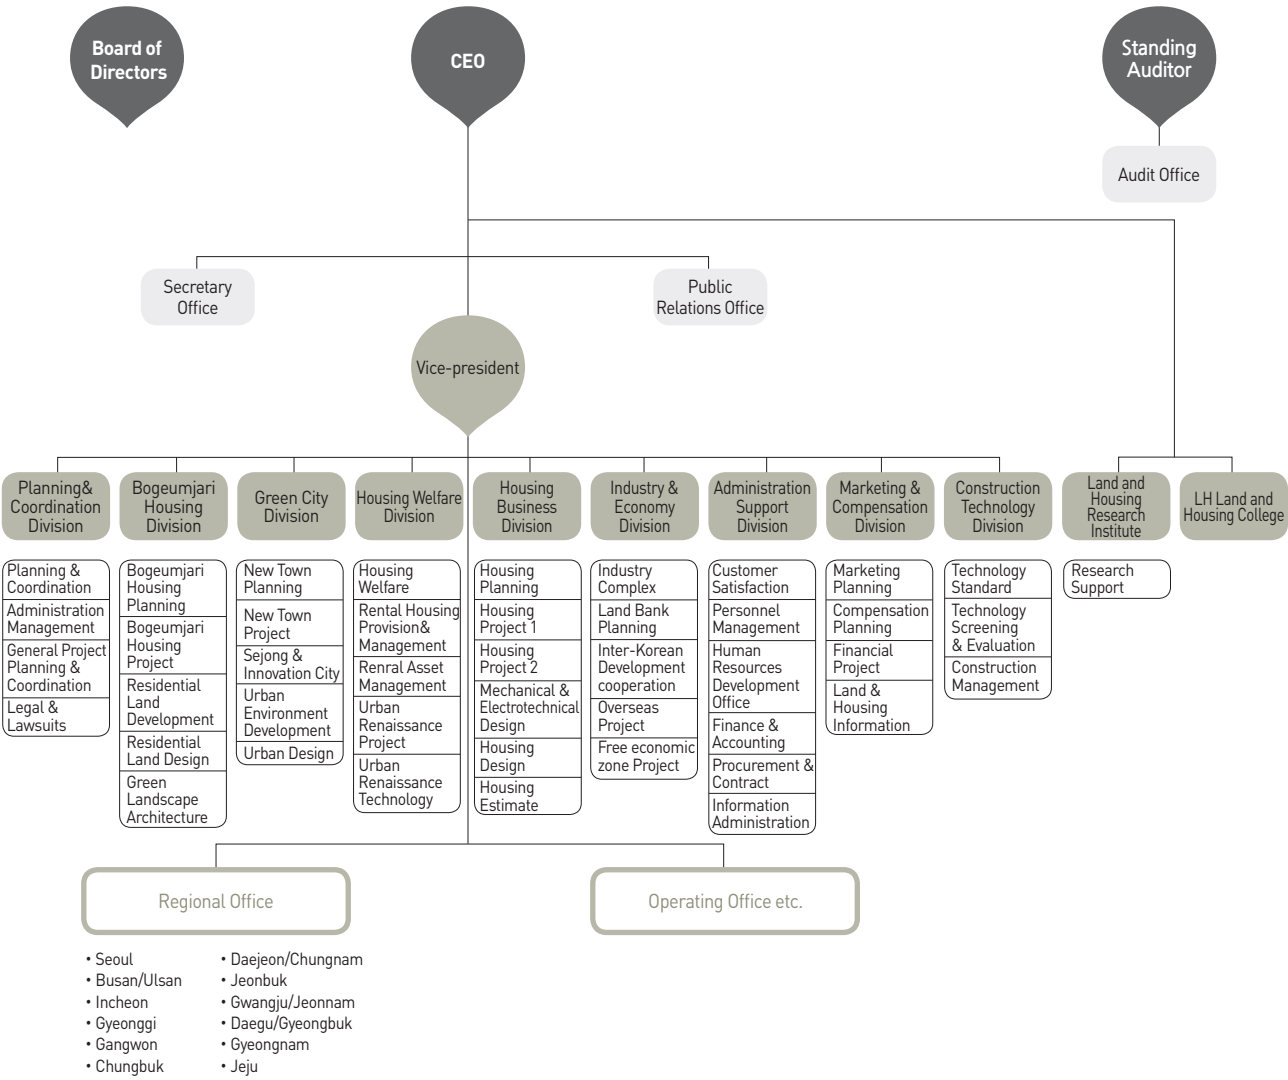 Board of
Directors
CEO
Standing
Auditor
Audit Office
Secretary
Office
Public
Relations Office
Vice-president
Planning&
Coordination
Division
Bogeumjari
Housing
Division
Green City
Division
Housing Welfare
Division
Housing
Business
Division
Industry &
Economy
Division
Administration
Support
Division
Marketing &
Compensation
Division
Construction
Technology
Division
Land and
Housing
Research
Institute
LH Land and
Housing College
Planning &
Coordination
Administration
Management
General Project
Planning &
Coordination
Legal &
Lawsuits
Bogeumjari
Housing
Planning
Bogeumjari
Housing
Project
Residential
Land
Development
Residential
Land Design
Green
Landscape
Architecture
New Town
Planning
New Town
Project
Sejong &
Innovation City
Urban
Environment
Development
Urban Design
Housing
Welfare
Rental Housing
Provision&
Management
Renral Asset
Management
Urban
Renaissance
Project
Urban
Renaissance
Technology
Housing
Planning
Housing
Project 1
Housing
Project 2
Mechanical &
Electrotechnical
Design
Housing
Design
Housing
Estimate
Industry
Complex
Land Bank
Planning
Inter-Korean
Development
cooperation
Overseas
Project
Free economic
zone Project
Customer
Satisfaction
Personnel
Management
Human
Resources
Development
Office
Finance &
Accounting
Procurement &
Contract
Information
Administration
Marketing
Planning
Compensation
Planning
Financial
Project
Land &
Housing
Information
Technology
Standard
Technology
Screening
& Evaluation
Construction
Management
Research
Support
Regional Office
Operating Office etc.
• Seoul
• Busan/Ulsan
• Incheon
• Gyeonggi
• Gangwon
• Chungbuk
• Daejeon/Chungnam
• Jeonbuk
• Gwangju/Jeonnam
• Daegu/Gyeongbuk
• Gyeongnam
• Jeju